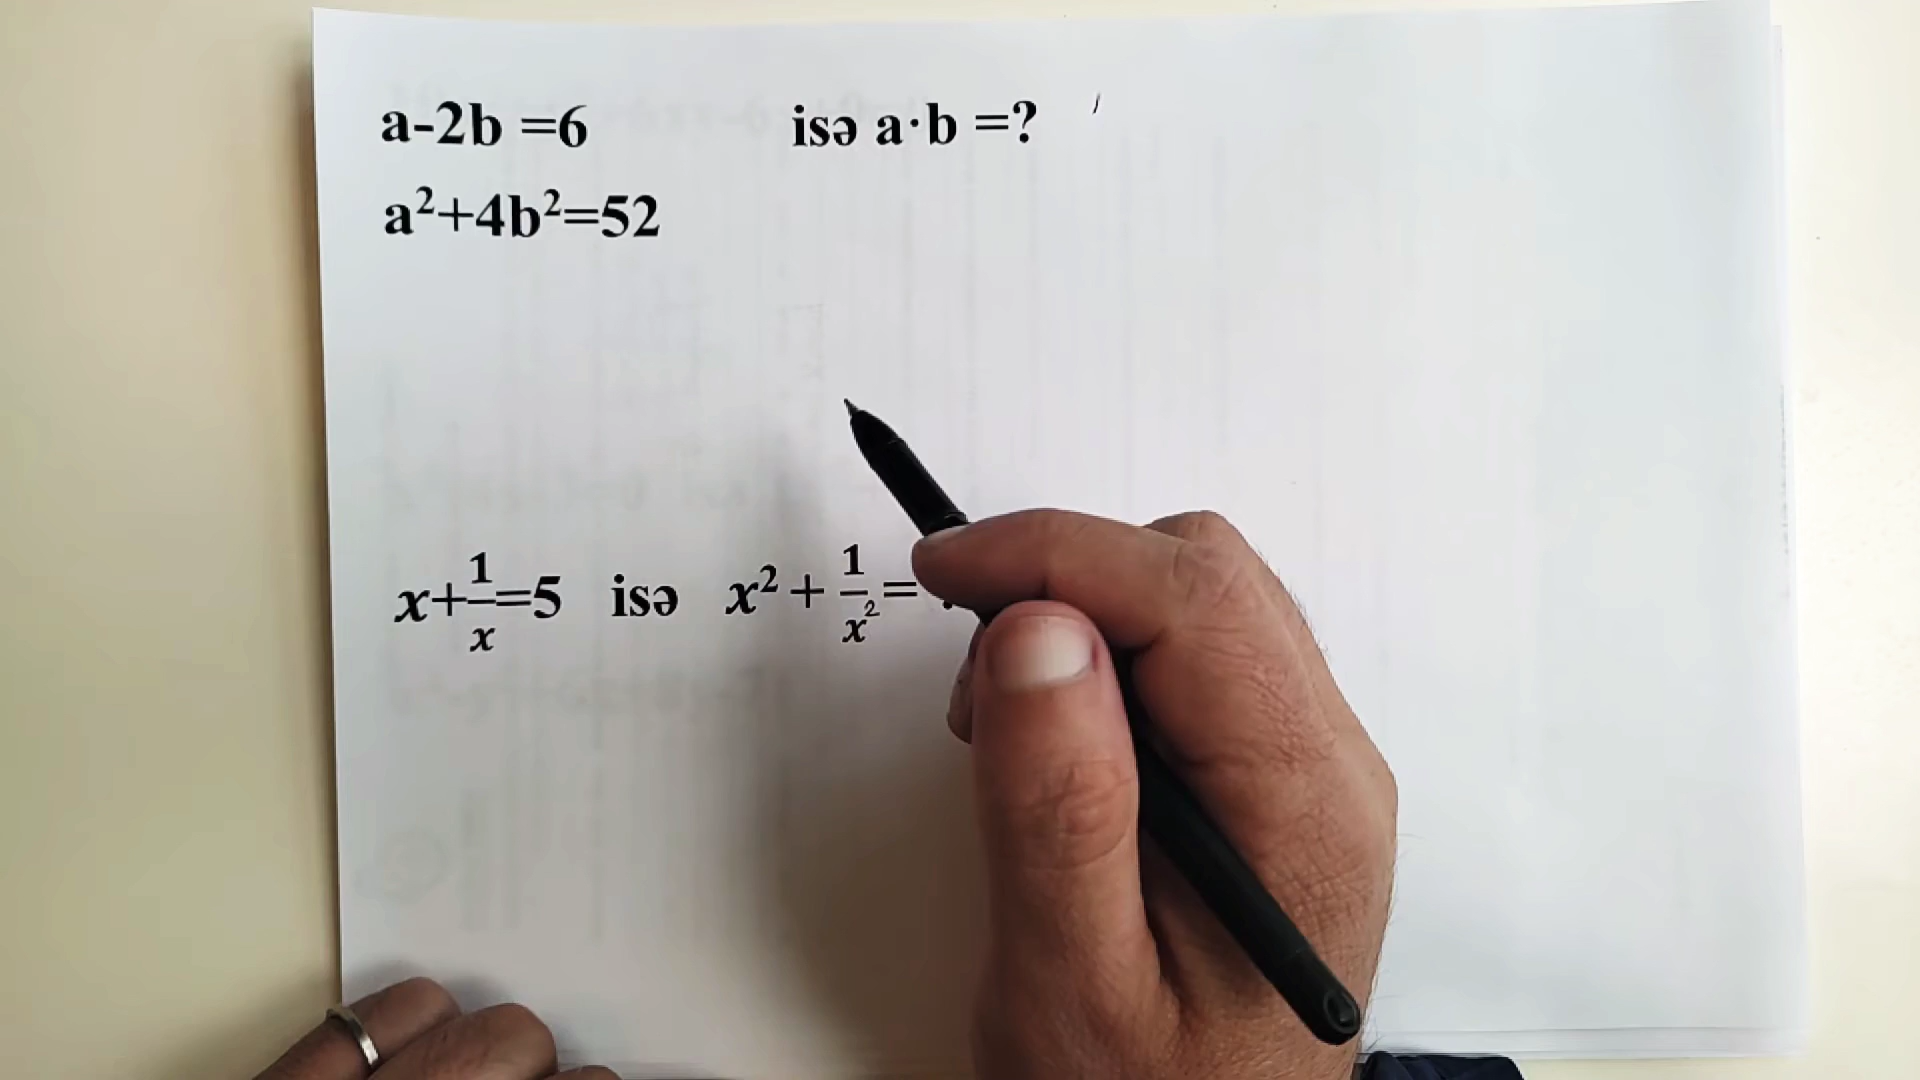 a-2b =6 isə a·b =?
a²+4b²=52
x+1/x=5 isə x²+1/x²=